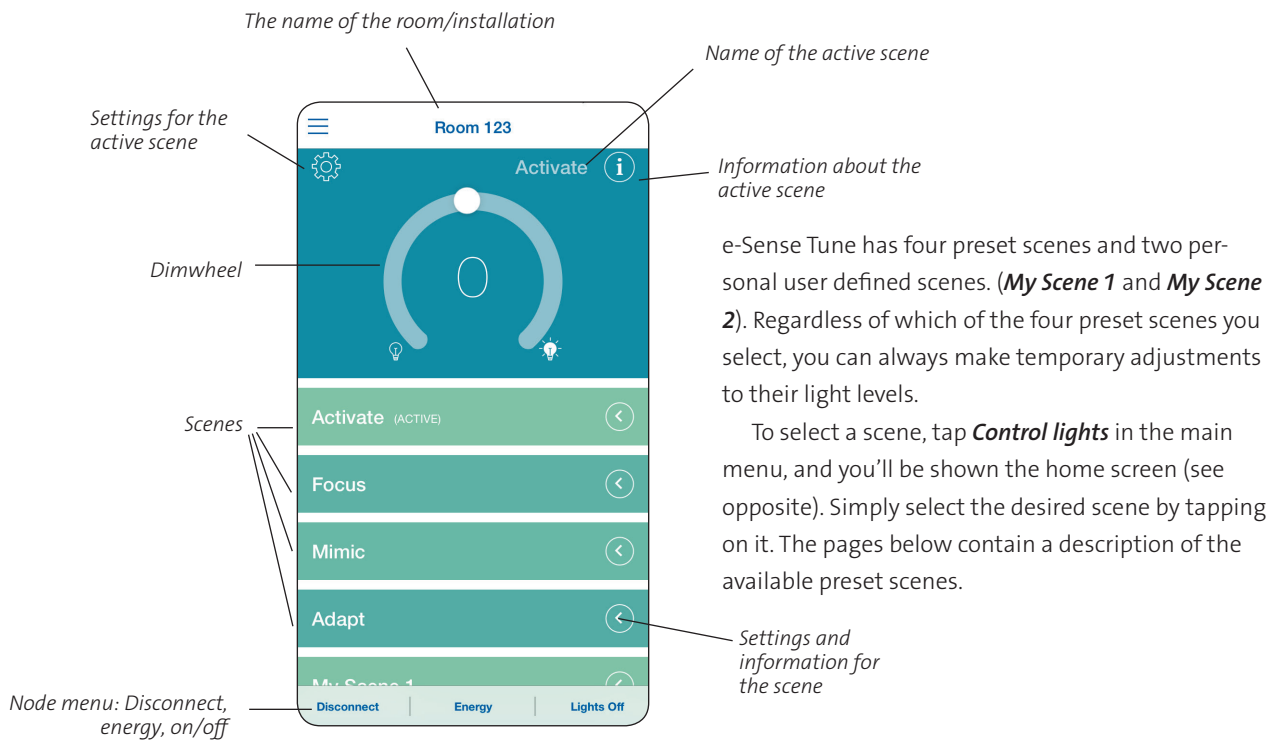 The name of the room/installation
Name of the active scene
Settings for the
active scene
Room 123
Activate
i
Information about the
active scene
Dimwheel
0
e-Sense Tune has four preset scenes and two per-
sonal user defined scenes. (My Scene 1 and My Scene
2). Regardless of which of the four preset scenes you
select, you can always make temporary adjustments
to their light levels.
To select a scene, tap Control lights in the main
menu, and you’ll be shown the home screen (see
opposite). Simply select the desired scene by tapping
on it. The pages below contain a description of the
available preset scenes.
Scenes
Activate (ACTIVE)
Focus
Mimic
Adapt
Settings and
information for
the scene
My Scene 1
Node menu: Disconnect,
energy, on/off
Disconnect
Energy
Lights Off